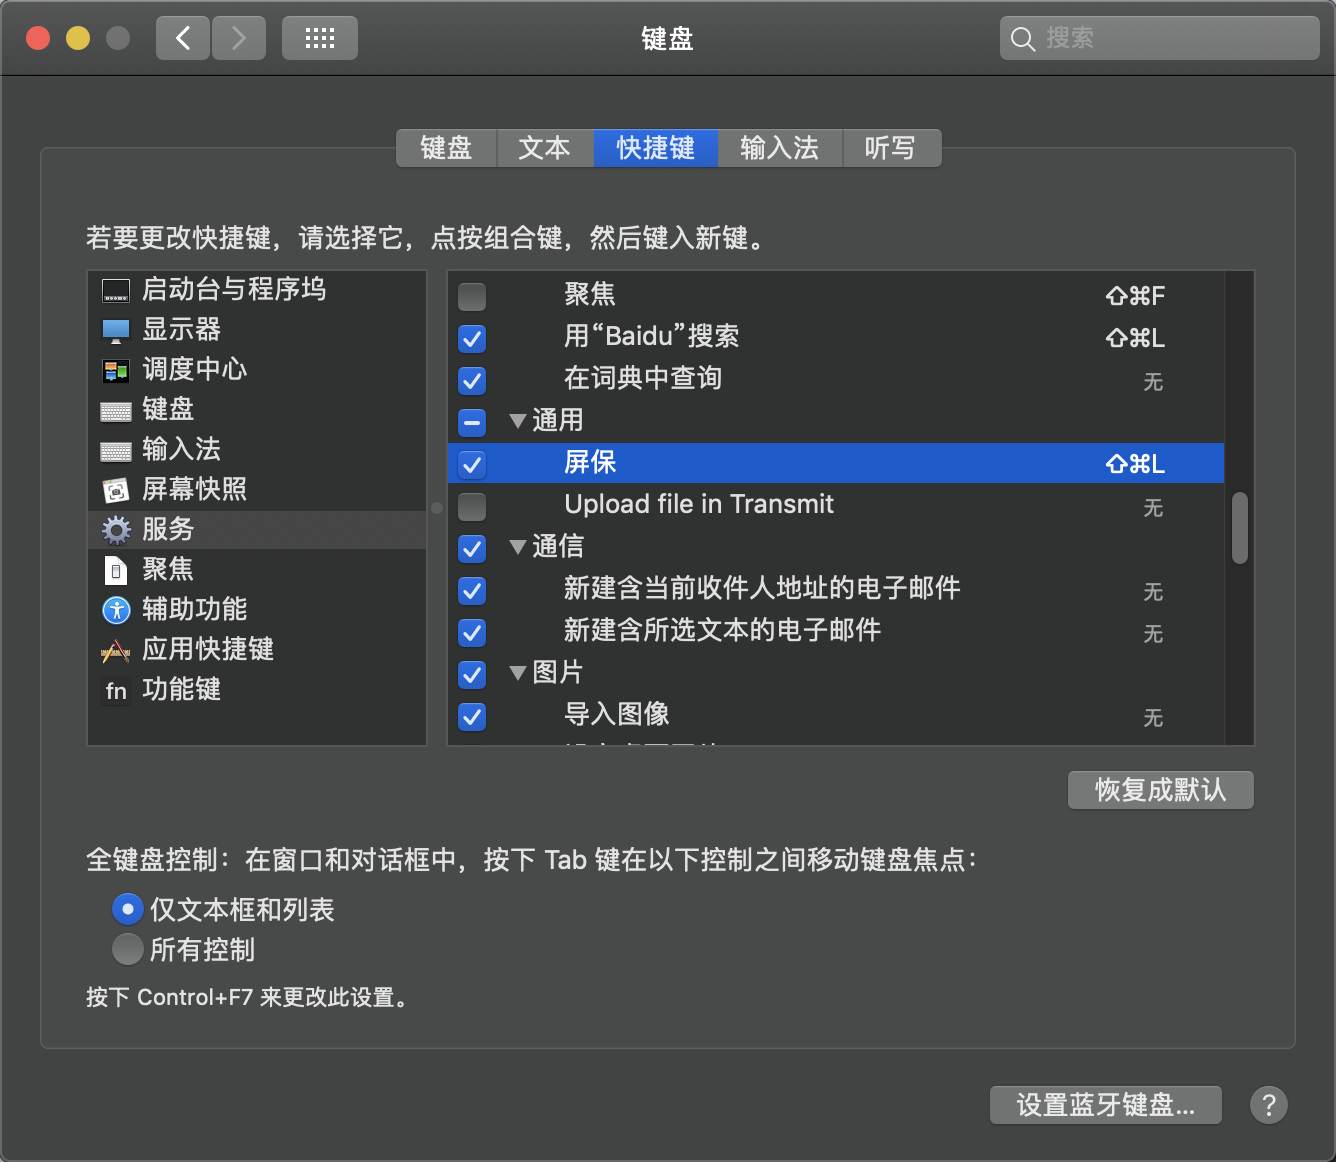 键盘
搜索
键盘 文本 快捷键 输入法 听写
若要更改快捷键，请选择它，点按组合键，然后键入新键。
启动台与程序坞
显示器
调度中心
键盘
输入法
屏幕快照
服务
聚焦
辅助功能
应用快捷键
fn 功能键
聚焦 ⇧⌘F
用“Baidu”搜索 ⇧⌘L
在词典中查询 无
通用
屏保 ⇧⌘L
Upload file in Transmit 无
通信
新建含当前收件人地址的电子邮件 无
新建含所选文本的电子邮件 无
图片
导入图像 无
恢复成默认
全键盘控制：在窗口和对话框中，按下 Tab 键在以下控制之间移动键盘焦点：
仅文本框和列表
所有控制
按下 Control+F7 来更改此设置。
设置蓝牙键盘...
?